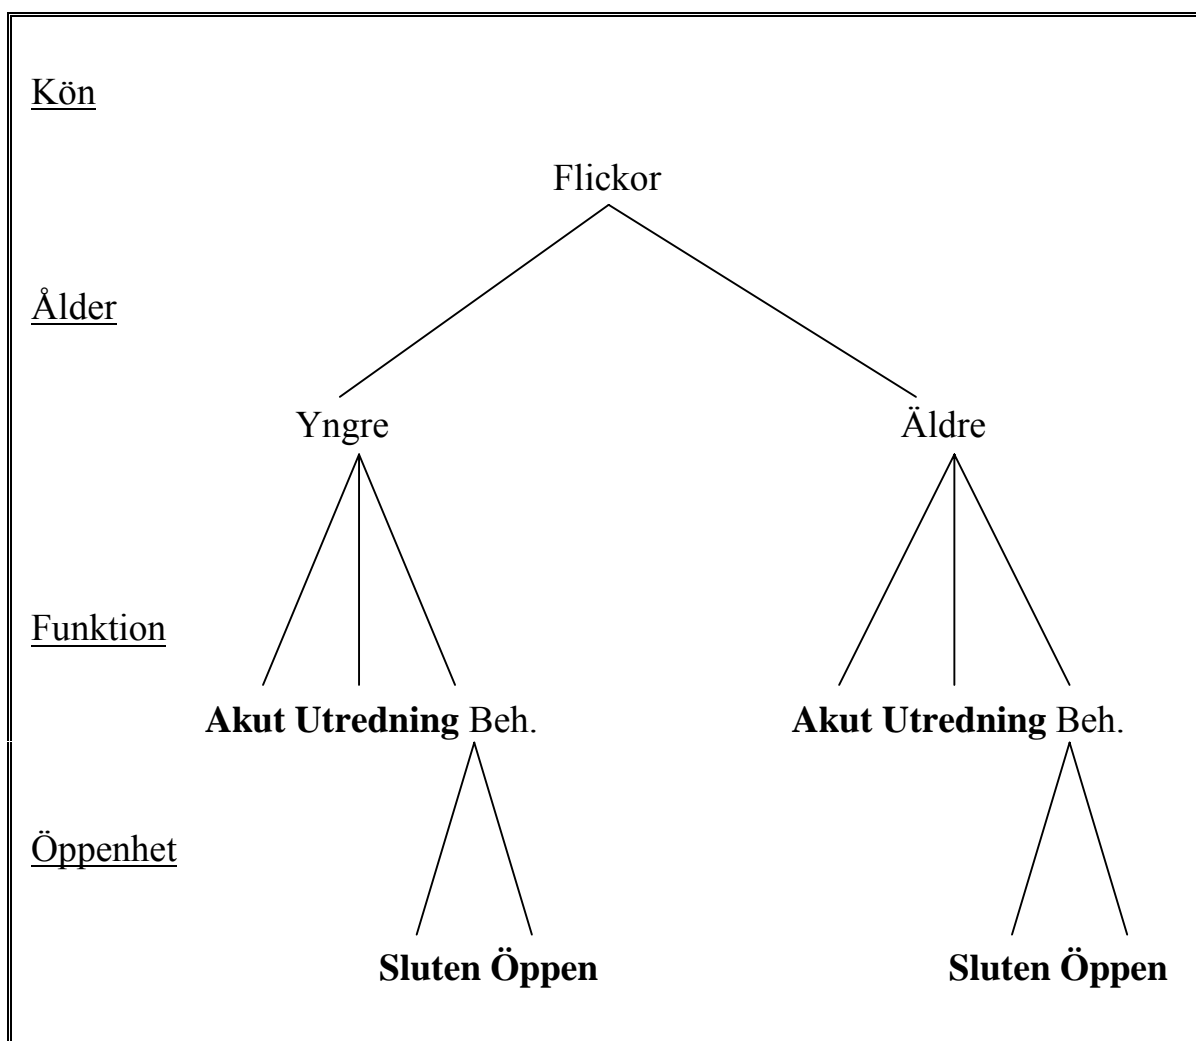 Kön
Flickor
Ålder
Yngre Äldre
Funktion
Akut Utredning Beh. Akut Utredning Beh.
Öppenhet
Sluten Öppen Sluten Öppen